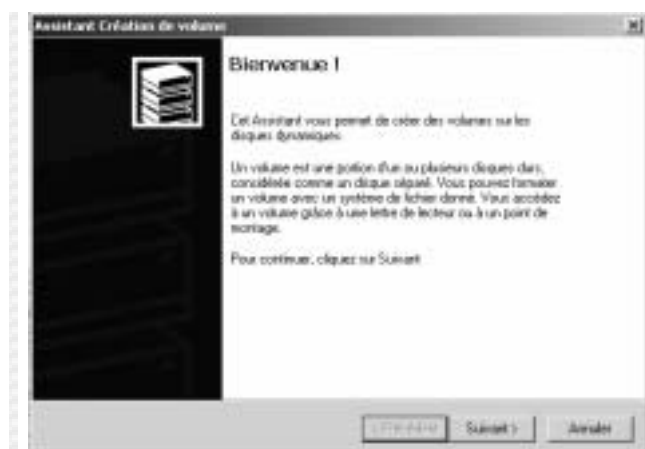 Assistant Création de volume
Bienvenue !
Cet Assistant vous permet de créer des volumes sur les
disques dynamiques.
Un volume est une portion d'un ou plusieurs disques durs,
considérée comme un disque séparé. Vous pouvez formater
un volume avec un système de fichier donné. Vous accédez
à un volume grâce à une lettre de lecteur ou à un point de
montage.
Pour continuer, cliquez sur Suivant
< Précédent Suivant > Annuler